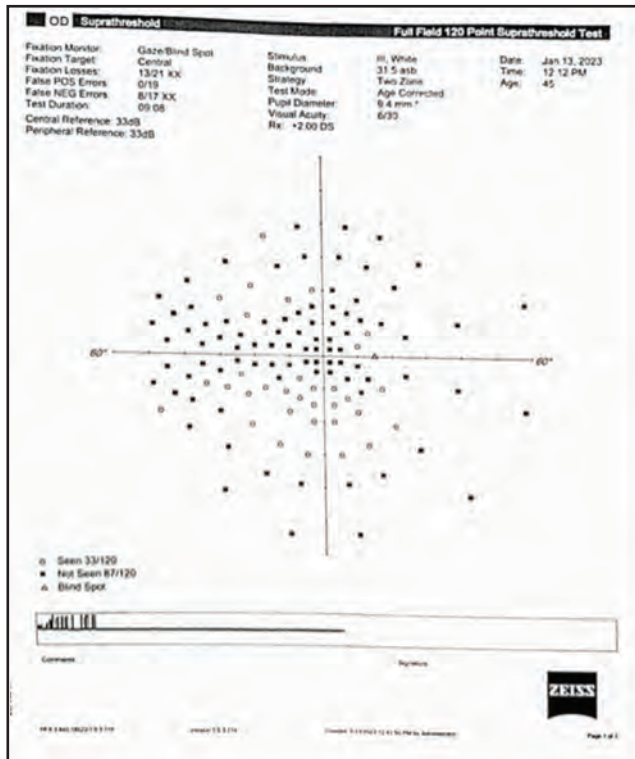 OD Suprathreshold
Full Field 120 Point Suprathreshold Test
Fixation Monitor: Gaze/Blind Spot
Fixation Target: Central
Fixation Losses: 13/21 XX
False POS Errors: 0/19
False NEG Errors: 8/17 XX
Test Duration: 09:08
Central Reference: 33dB
Peripheral Reference: 33dB
Stimulus: III, White
Background: 31.5 asb
Strategy: Two Zone
Test Mode: Age Corrected
Pupil Diameter: 9.4 mm *
Visual Acuity:
Rx: +2.00 DS
Date: Jan 13, 2023
Time: 12:12 PM
Age: 45
60° 60°
Seen 33/120
Not Seen 87/120
Blind Spot
Comments Signature
ZEISS
Page 1 of